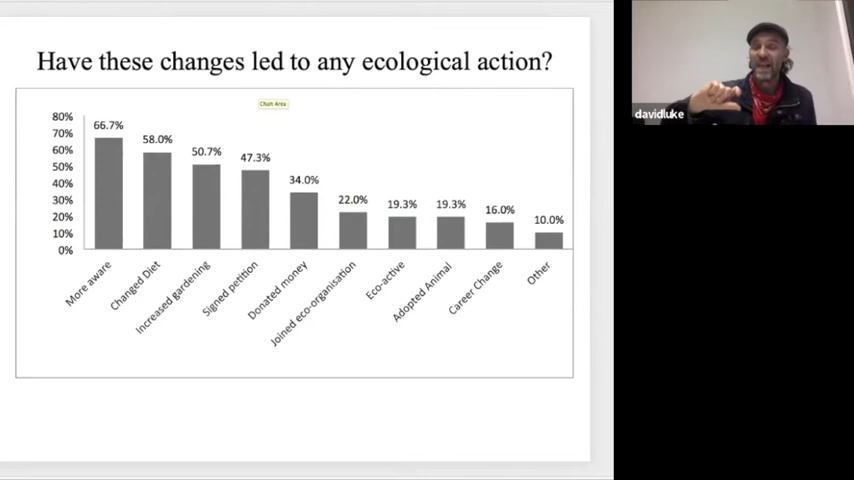 Have these changes led to any ecological action?
Chart Area
80%
70%
60%
50%
40%
30%
20%
10%
0%
66.7%
58.0%
50.7%
47.3%
34.0%
22.0%
19.3%
19.3%
16.0%
10.0%
More aware
Changed Diet
Increased gardening
Signed petition
Donated money
Joined eco-organisation
Eco-active
Adopted Animal
Career Change
Other
davidluke